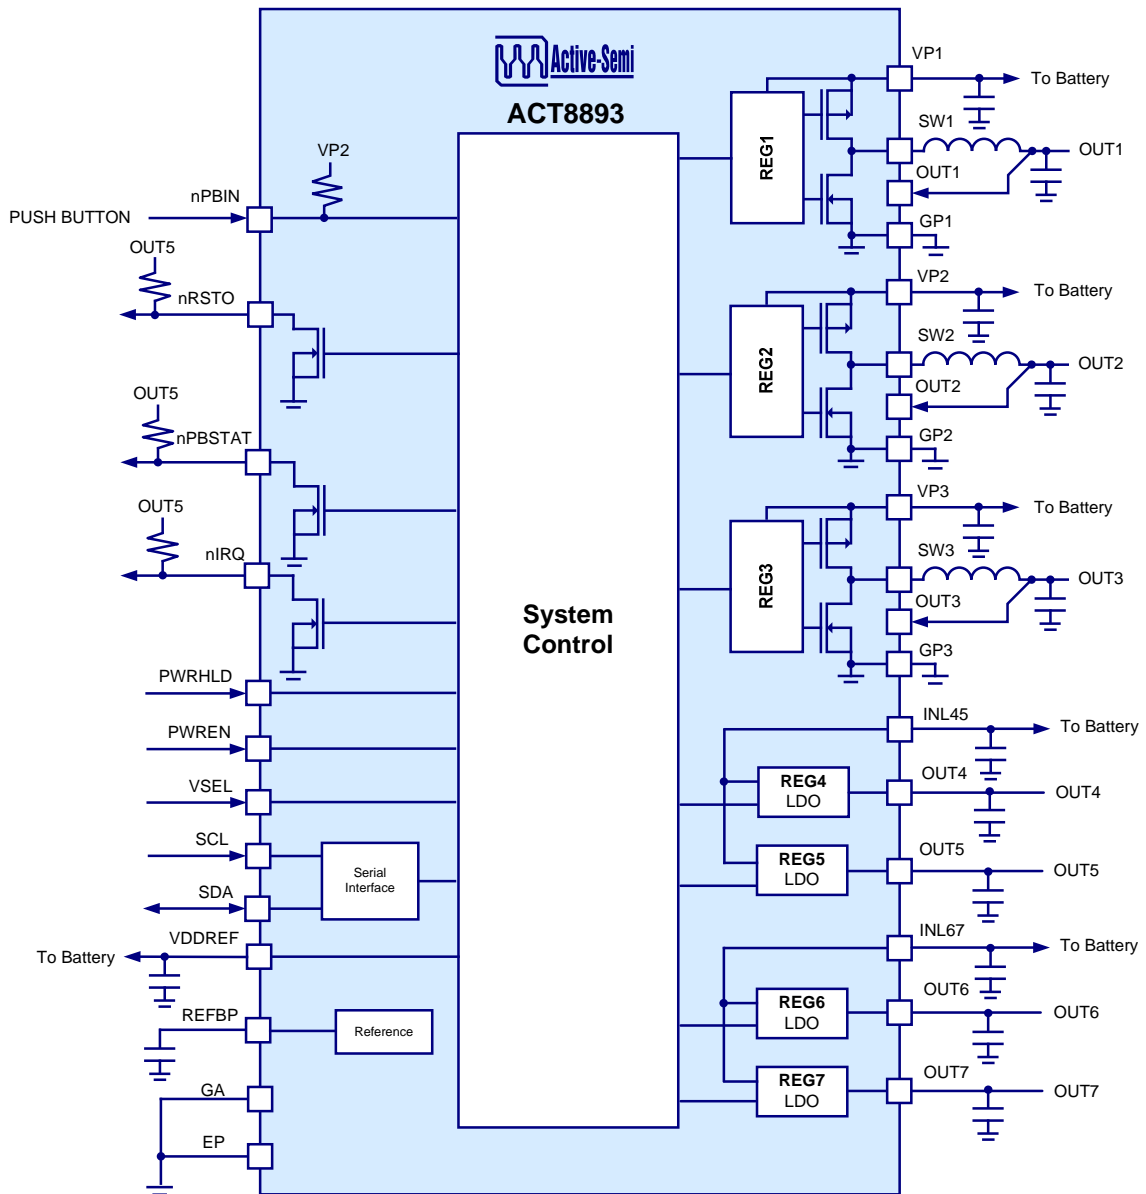 Active-Semi
ACT8893
VP2
nPBIN
PUSH BUTTON
OUT5
nRSTO
OUT5
nPBSTAT
OUT5
nIRQ
PWRHLD
PWREN
VSEL
SCL
SDA
Serial
Interface
VDDREF
To Battery
REFBP
Reference
GA
EP
System
Control
VP1
To Battery
REG1
SW1
OUT1
OUT1
GP1
VP2
To Battery
REG2
SW2
OUT2
OUT2
GP2
VP3
To Battery
REG3
SW3
OUT3
OUT3
GP3
INL45
To Battery
REG4
LDO
OUT4
OUT4
REG5
LDO
OUT5
OUT5
INL67
To Battery
REG6
LDO
OUT6
OUT6
REG7
LDO
OUT7
OUT7